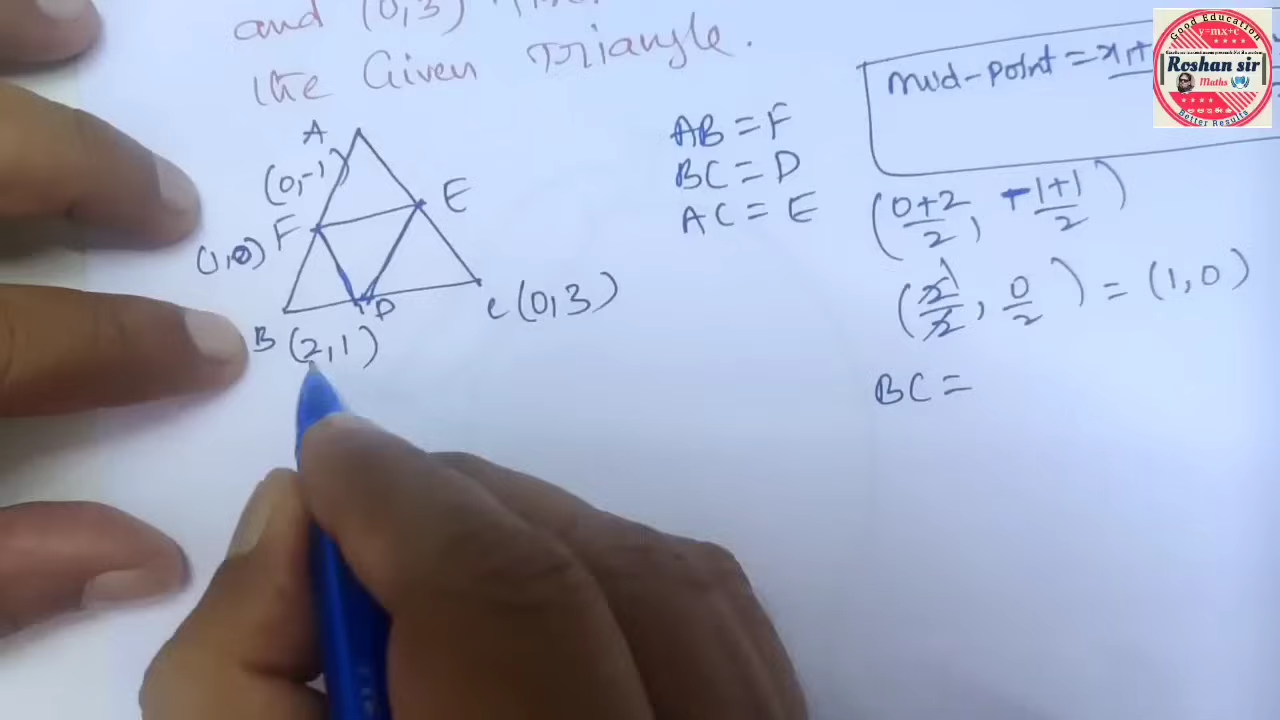 and (0,3)
the Given Triangle.
mid-point = x1+
A
(0,-1)
E
F
(1,0)
D
C (0,3)
B (2,1)
AB = F
BC = D
AC = E
(0+2/2, -1+1/2)
(2/2, 0/2) = (1,0)
BC =
Good Education
y=mx+c
Roshan sir
Maths
Better Results